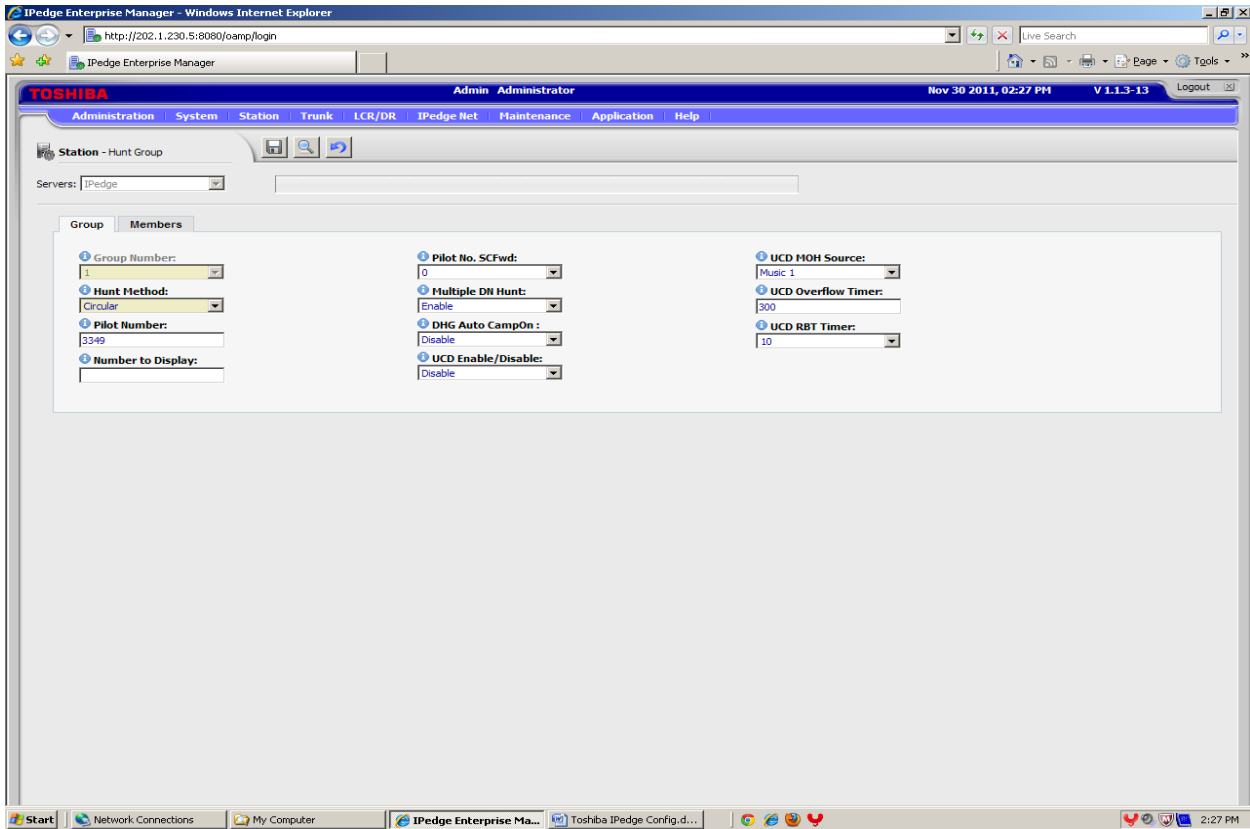 IPedge Enterprise Manager - Windows Internet Explorer
http://202.1.230.5:8080/oamp/login
Live Search
IPedge Enterprise Manager
Page
Tools
TOSHIBA
Admin Administrator
Nov 30 2011, 02:27 PM
V 1.1.3-13
Logout
Administration System Station Trunk LCR/DR IPedge Net Maintenance Application Help
Station - Hunt Group
Servers: IPedge
Group Members
Group Number:
1
Hunt Method:
Circular
Pilot Number:
3349
Number to Display:
Pilot No. SCFwd:
0
Multiple DN Hunt:
Enable
DHG Auto CampOn :
Disable
UCD Enable/Disable:
Disable
UCD MOH Source:
Music 1
UCD Overflow Timer:
300
UCD RBT Timer:
10
Start
Network Connections
My Computer
IPedge Enterprise Ma...
Toshiba IPedge Config.d...
2:27 PM